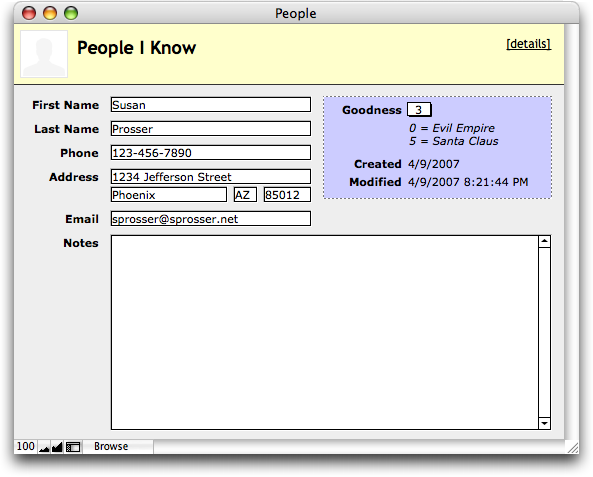 People
People I Know
[details]
First Name Susan
Last Name Prosser
Phone 123-456-7890
Address 1234 Jefferson Street
Phoenix AZ 85012
Email sprosser@sprosser.net
Notes
Goodness 3
0 = Evil Empire
5 = Santa Claus
Created 4/9/2007
Modified 4/9/2007 8:21:44 PM
100 Browse